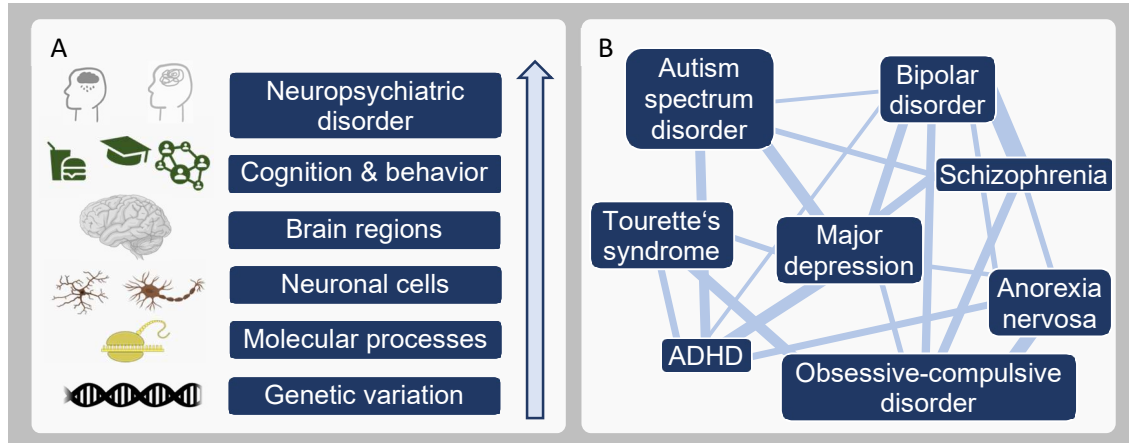 A
Neuropsychiatric
disorder
Cognition & behavior
Brain regions
Neuronal cells
Molecular processes
Genetic variation
B
Autism
spectrum
disorder
Bipolar
disorder
Schizophrenia
Tourette‘s
syndrome
Major
depression
Anorexia
nervosa
ADHD
Obsessive-compulsive
disorder